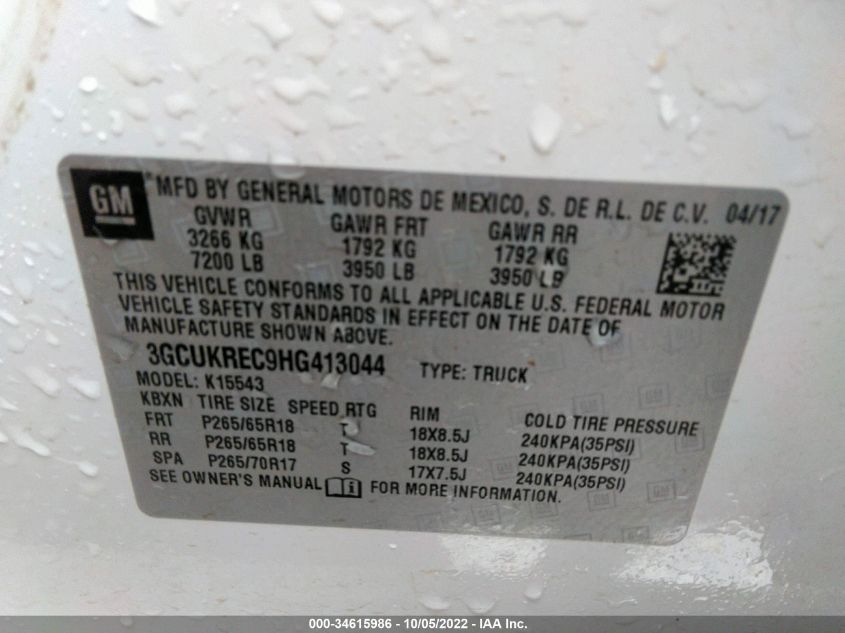 GM
MFD BY GENERAL MOTORS DE MEXICO, S. DE R.L. DE C.V. 04/17
GVWR GAWR FRT GAWR RR
3266 KG 1792 KG 1792 KG
7200 LB 3950 LB 3950 LB
THIS VEHICLE CONFORMS TO ALL APPLICABLE U.S. FEDERAL MOTOR
VEHICLE SAFETY STANDARDS IN EFFECT ON THE DATE OF
MANUFACTURE SHOWN ABOVE.
3GCUKREC9HG413044 TYPE: TRUCK
MODEL: K15543
KBXN TIRE SIZE SPEED RTG RIM COLD TIRE PRESSURE
FRT P265/65R18 T 18X8.5J 240KPA(35PSI)
RR P265/65R18 T 18X8.5J 240KPA(35PSI)
SPA P265/70R17 S 17X7.5J 240KPA(35PSI)
SEE OWNER'S MANUAL i FOR MORE INFORMATION.
000-34615986 - 10/05/2022 - IAA Inc.